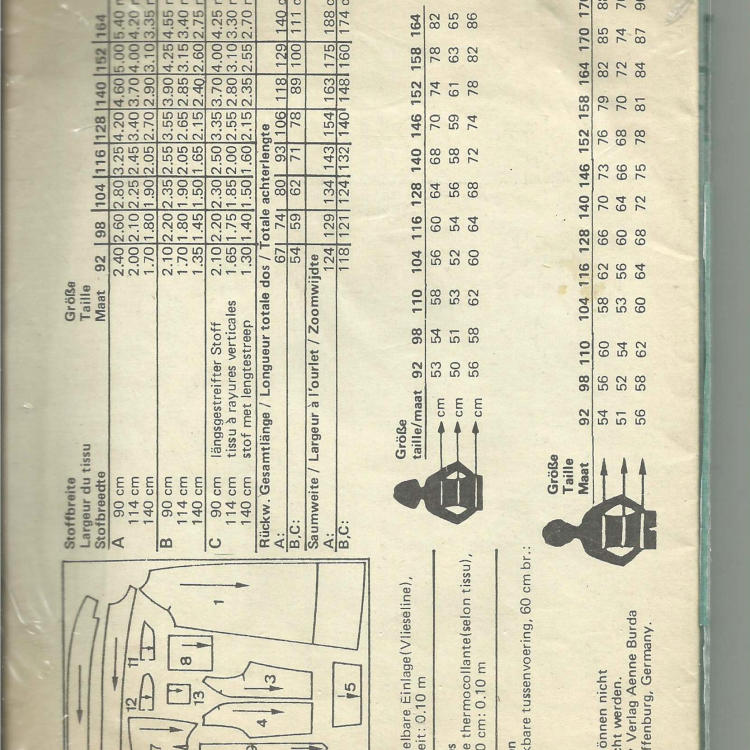 Stoffbreite Größe
Largeur du tissu Taille
Stofbreedte Maat 92 98 104 116 128 140 152 164
A 90 cm 2.40 2.60 2.80 3.25 4.20 4.60 5.00 5.40
114 cm 2.00 2.10 2.25 2.45 3.40 3.70 4.00 4.20
140 cm 1.70 1.80 1.90 2.05 2.70 2.90 3.10 3.35
B 90 cm 2.10 2.20 2.35 2.55 3.55 3.90 4.25 4.55
114 cm 1.70 1.80 1.90 2.05 2.65 2.85 3.15 3.40
140 cm 1.35 1.45 1.50 1.65 2.15 2.40 2.60 2.75
C 90 cm längsgestreifter Stoff 2.10 2.20 2.30 2.50 3.35 3.70 4.00 4.25
114 cm tissu à rayures verticales 1.65 1.75 1.85 2.00 2.55 2.80 3.10 3.30
140 cm stof met lengtestreep 1.30 1.40 1.50 1.60 2.15 2.35 2.55 2.70
Rückw. Gesamtlänge / Longueur totale dos / Totale achterlengte
A: 67 74 80 93 106 118 129 140 c
B,C: 54 59 62 71 78 89 100 111 c
Saumweite / Largeur à l'ourlet / Zoomwijdte
A: 124 129 134 143 154 163 175 188 c
B,C: 118 121 124 132 140 148 160 174 c
Größe
taille/maat 92 98 110 104 116 128 140 146 152 158 164
cm 53 54 58 56 60 64 68 70 74 78 82
cm 50 51 53 52 54 56 58 59 61 63 65
cm 56 58 62 60 64 68 72 74 78 82 86
Größe
Taille
Maat 92 98 110 104 116 128 140 146 152 158 164 170
54 56 60 58 62 66 70 73 76 79 82 85
51 52 54 53 56 60 64 66 68 70 72 74
56 58 62 60 64 68 72 75 78 81 84 87
1
11
8
12
13
3
4
5
7
elbare Einlage(Vlieseline),
eit: 0,10 m
e thermocollante(selon tissu),
0 cm: 0,10 m
kbare tussenvoering, 60 cm br.:
onnen nicht
cht werden.
Verlag Aenne Burda
ffenburg, Germany.